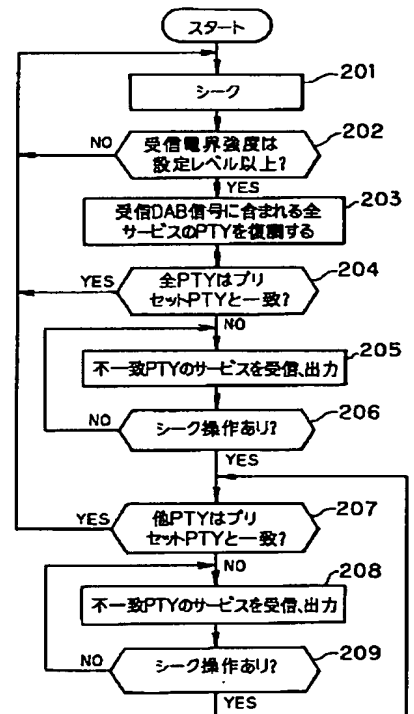 スタート
201
シーク
202
NO
受信電界強度は
設定レベル以上?
YES
203
受信DAB信号に含まれる全
サービスのPTYを復調する
204
YES
全PTYはプリ
セットPTYと一致?
NO
205
不一致PTYのサービスを受信、出力
206
NO
シーク操作あり?
YES
207
YES
他PTYはプリ
セットPTYと一致?
NO
208
不一致PTYのサービスを受信、出力
209
NO
シーク操作あり?
YES